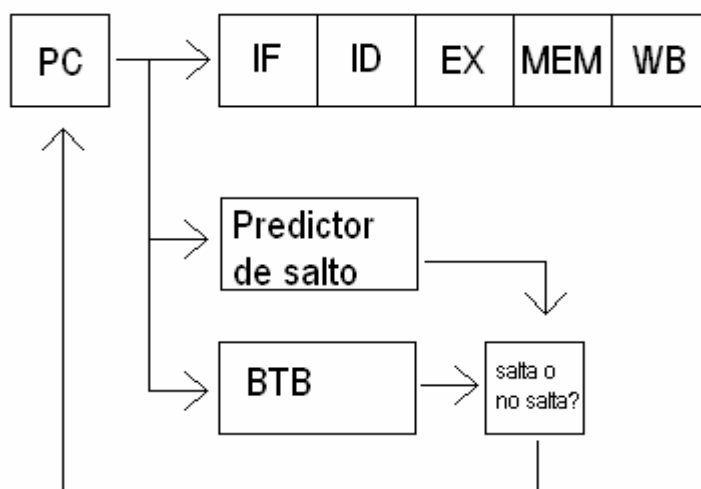 PC
IF ID EX MEM WB
Predictor
de salto
BTB
salta o
no salta?